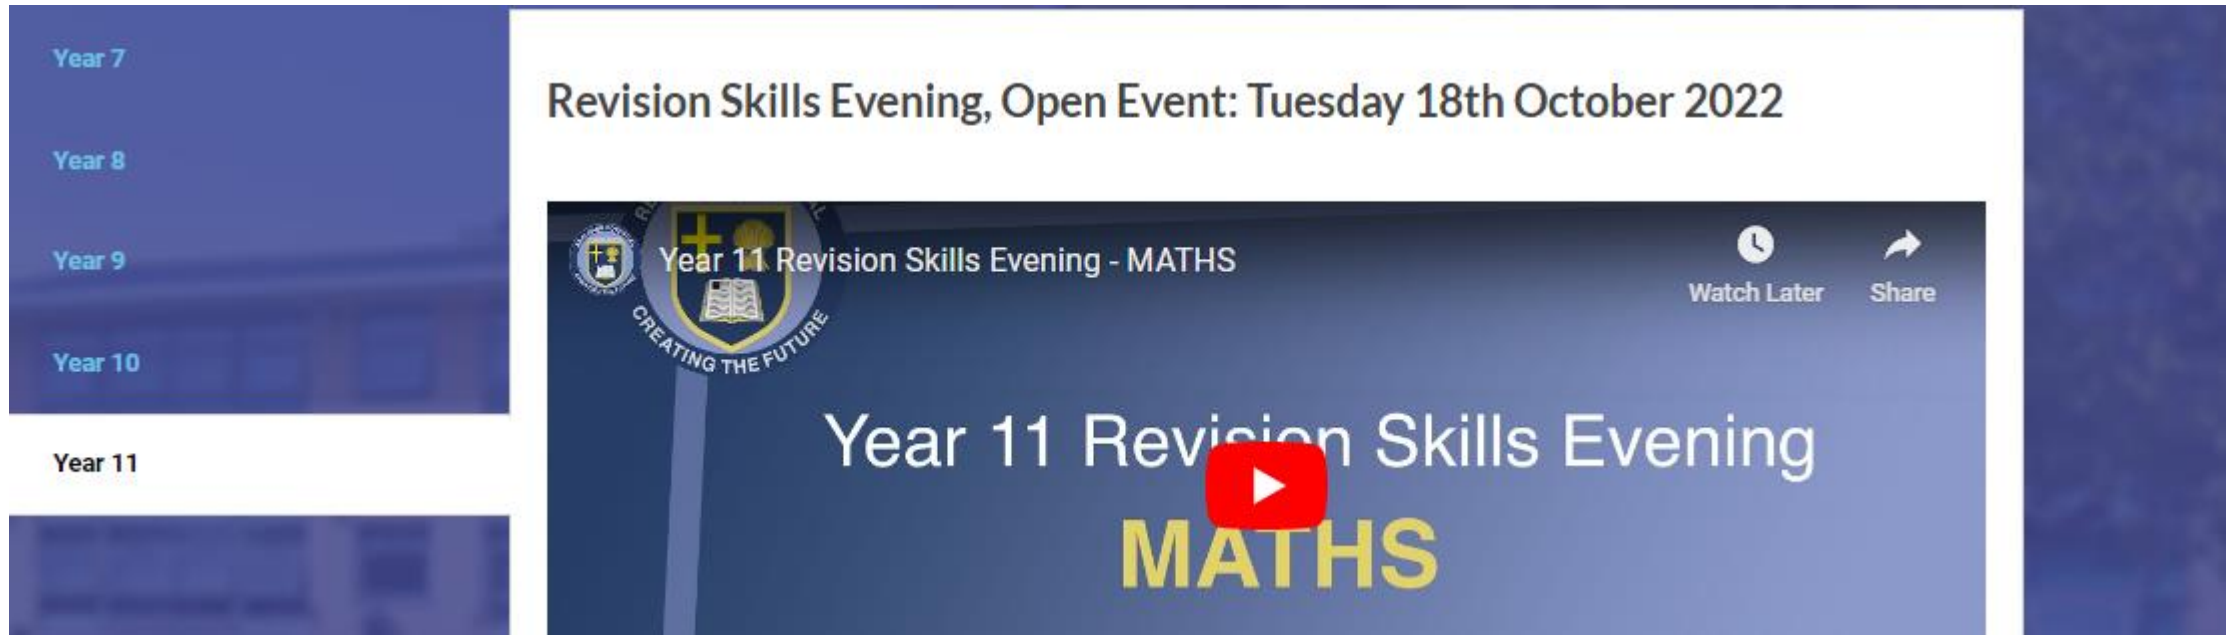 Year 7
Year 8
Year 9
Year 10
Year 11
Revision Skills Evening, Open Event: Tuesday 18th October 2022
Year 11 Revision Skills Evening - MATHS
Watch Later
Share
CREATING THE FUTURE
Year 11 Revision Skills Evening
MATHS